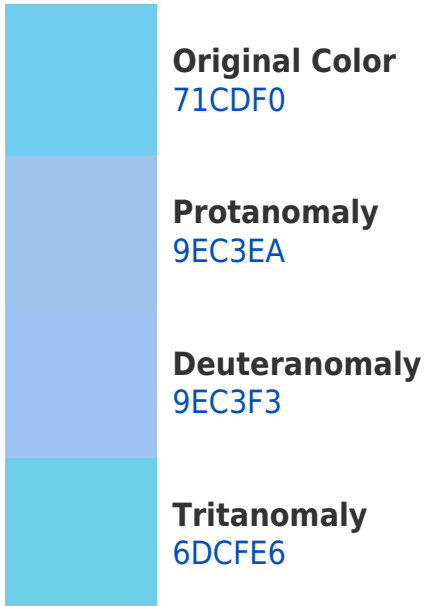 Original Color
71CDF0
Protanomaly
9EC3EA
Deuteranomaly
9EC3F3
Tritanomaly
6DCFE6